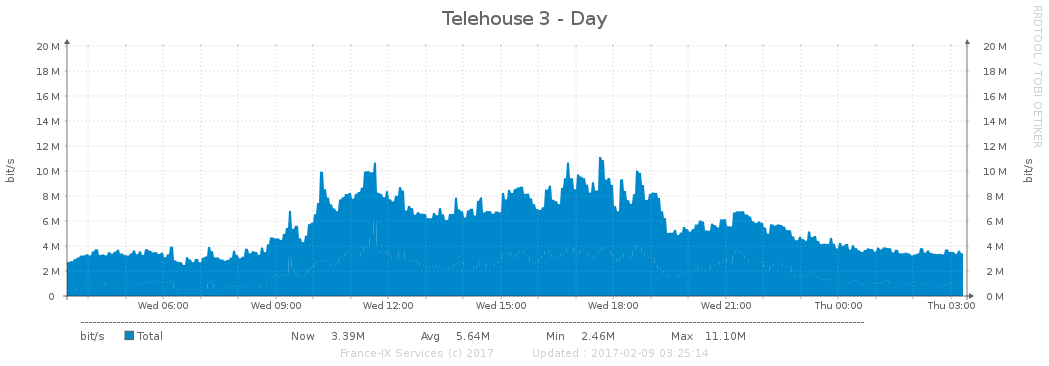 Telehouse 3 - Day
RRDTOOL / TOBI OETIKER
bit/s
bit/s
20 M 20 M
18 M 18 M
16 M 16 M
14 M 14 M
12 M 12 M
10 M 10 M
8 M 8 M
6 M 6 M
4 M 4 M
2 M 2 M
0 0 M
Wed 06:00 Wed 09:00 Wed 12:00 Wed 15:00 Wed 18:00 Wed 21:00 Thu 00:00 Thu 03:00
bit/s Total Now 3.39M Avg 5.64M Min 2.46M Max 11.10M
France-IX Services (c) 2017 Updated : 2017-02-09 03:25:14